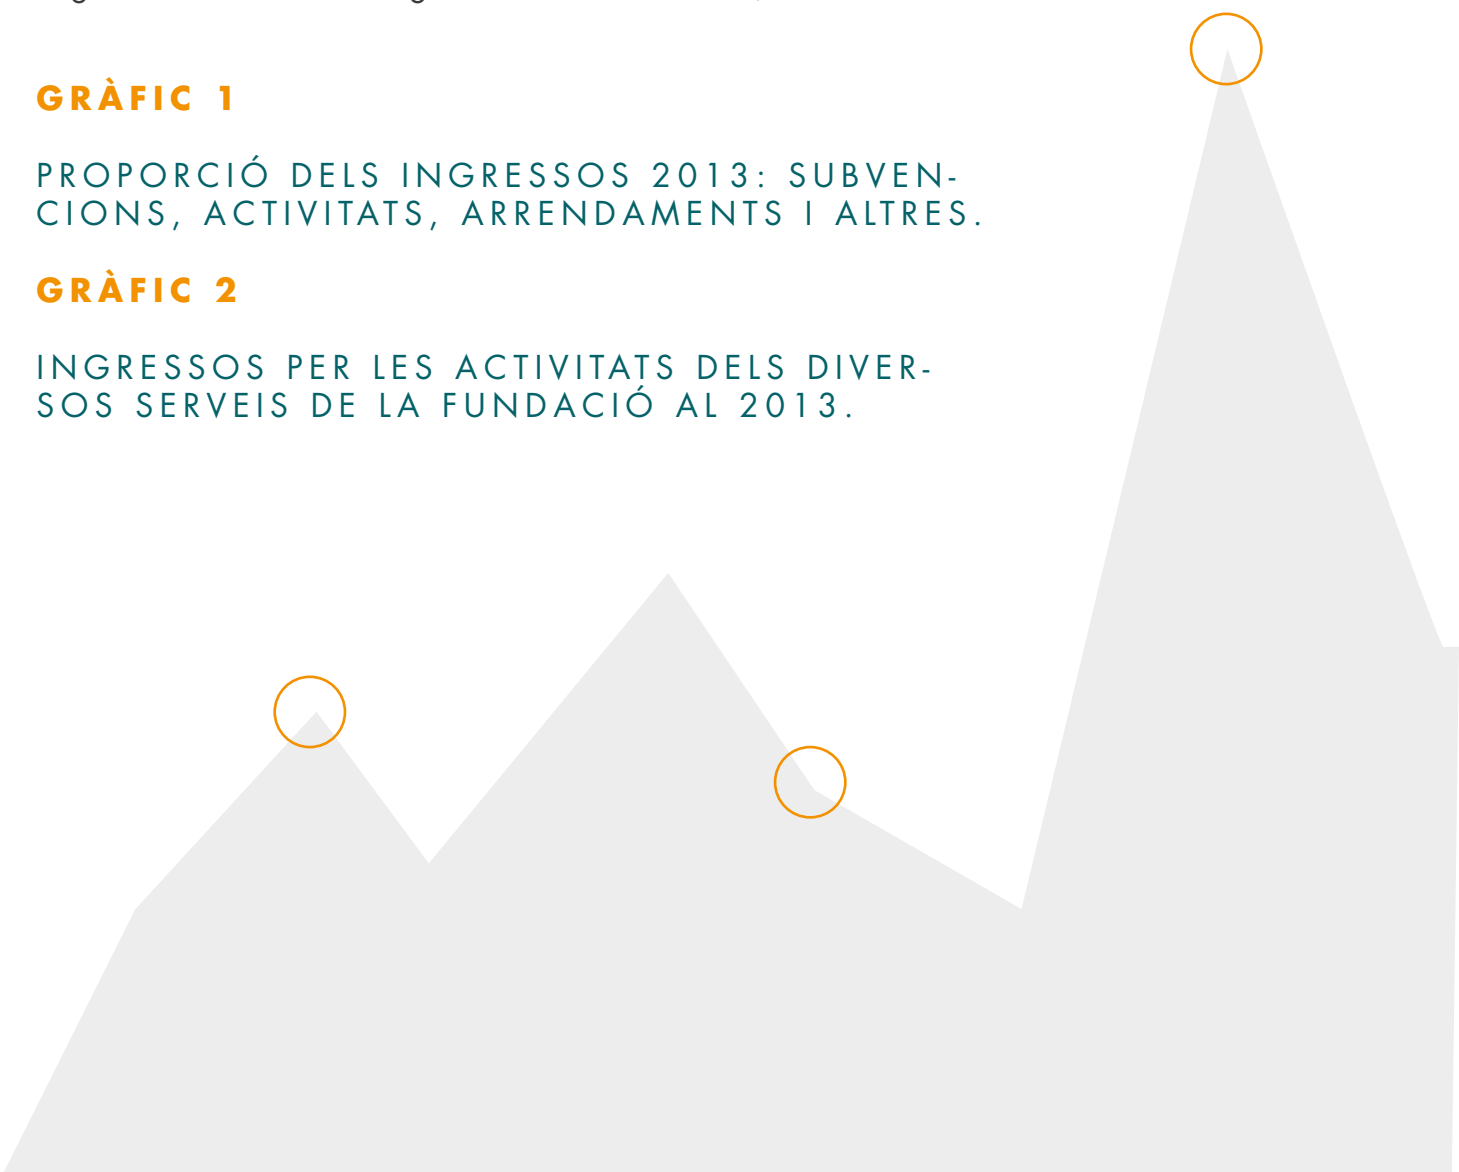 GRÀFIC 1
PROPORCIÓ DELS INGRESSOS 2013: SUBVEN-
CIONS, ACTIVITATS, ARRENDAMENTS I ALTRES.
GRÀFIC 2
INGRESSOS PER LES ACTIVITATS DELS DIVER-
SOS SERVEIS DE LA FUNDACIÓ AL 2013.